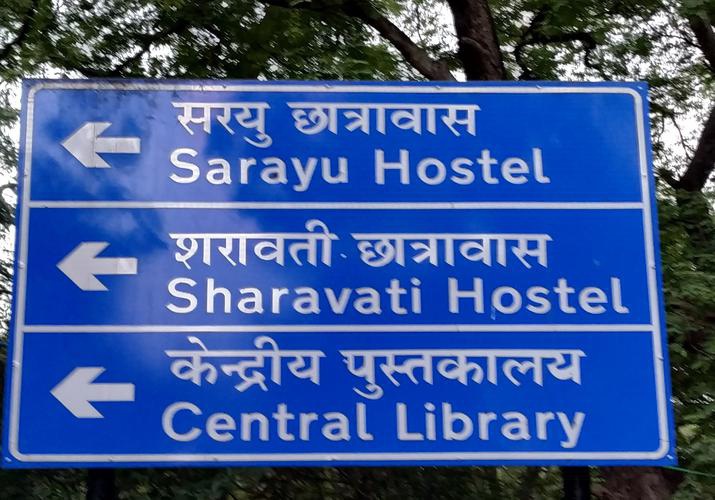 सरयु छात्रावास
Sarayu Hostel
शरावती छात्रावास
Sharavati Hostel
केन्द्रीय पुस्तकालय
Central Library